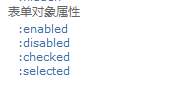 表单对象属性
:enabled
:disabled
:checked
:selected